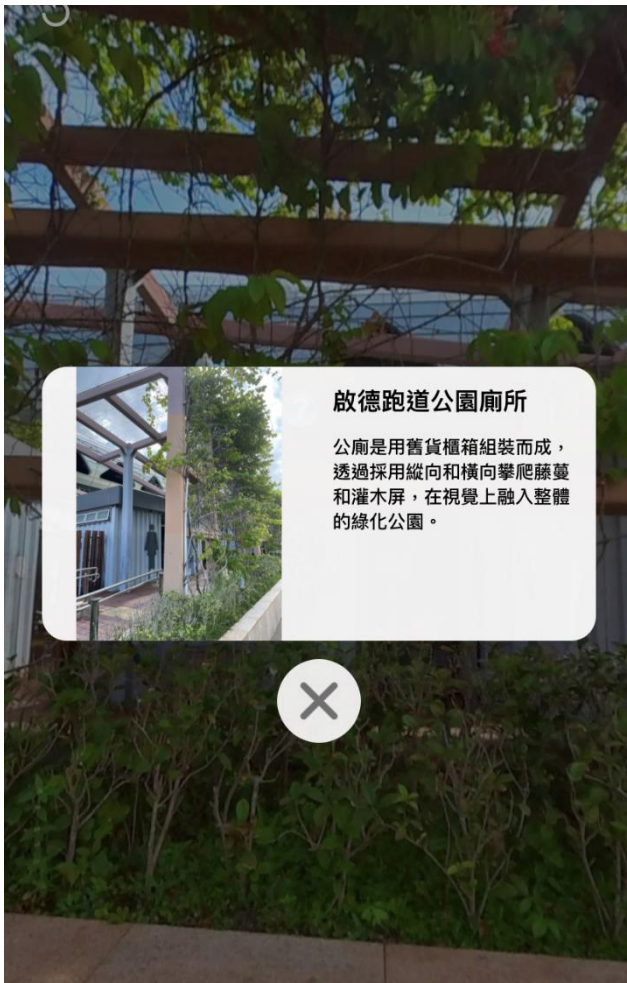 啟德跑道公園廁所
公廁是用舊貨櫃箱組裝而成，
透過採用縱向和橫向攀爬藤蔓
和灌木屏，在視覺上融入整體
的綠化公園。